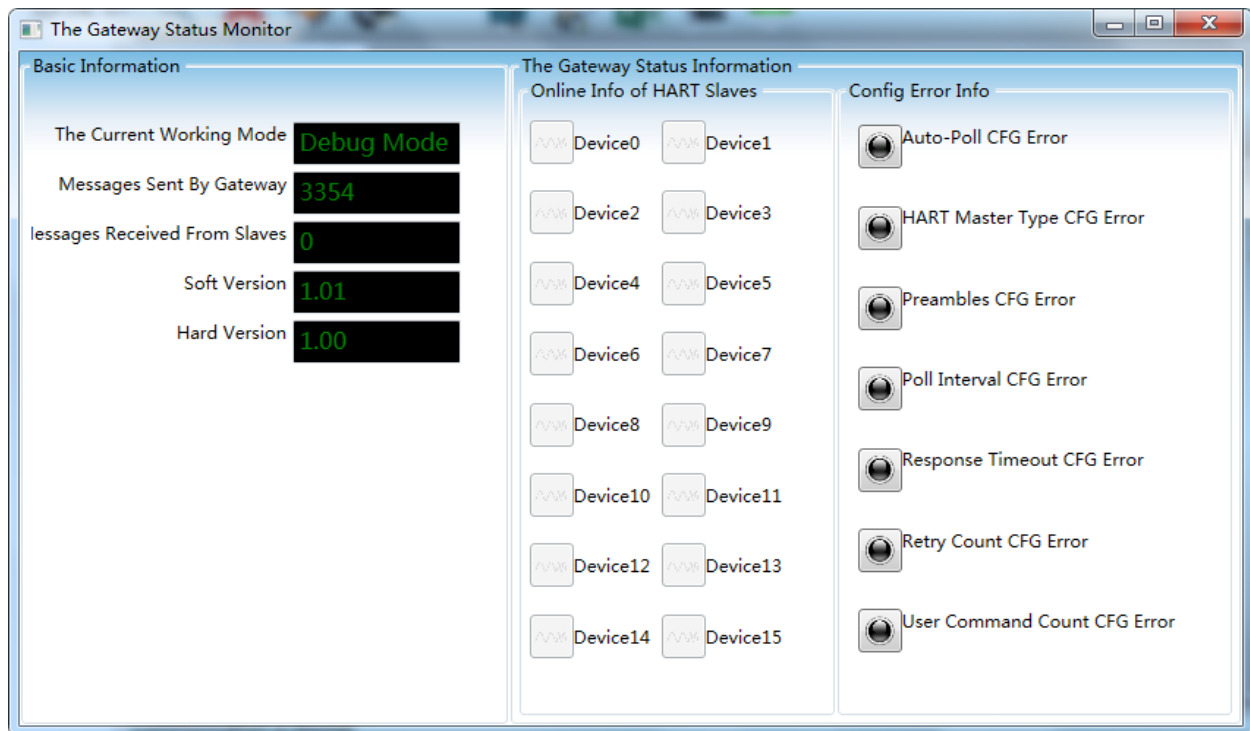 The Gateway Status Monitor
Basic Information
The Current Working Mode
Debug Mode
Messages Sent By Gateway
3354
lessages Received From Slaves
0
Soft Version
1.01
Hard Version
1.00
The Gateway Status Information
Online Info of HART Slaves
Device0 Device1
Device2 Device3
Device4 Device5
Device6 Device7
Device8 Device9
Device10 Device11
Device12 Device13
Device14 Device15
Config Error Info
Auto-Poll CFG Error
HART Master Type CFG Error
Preambles CFG Error
Poll Interval CFG Error
Response Timeout CFG Error
Retry Count CFG Error
User Command Count CFG Error